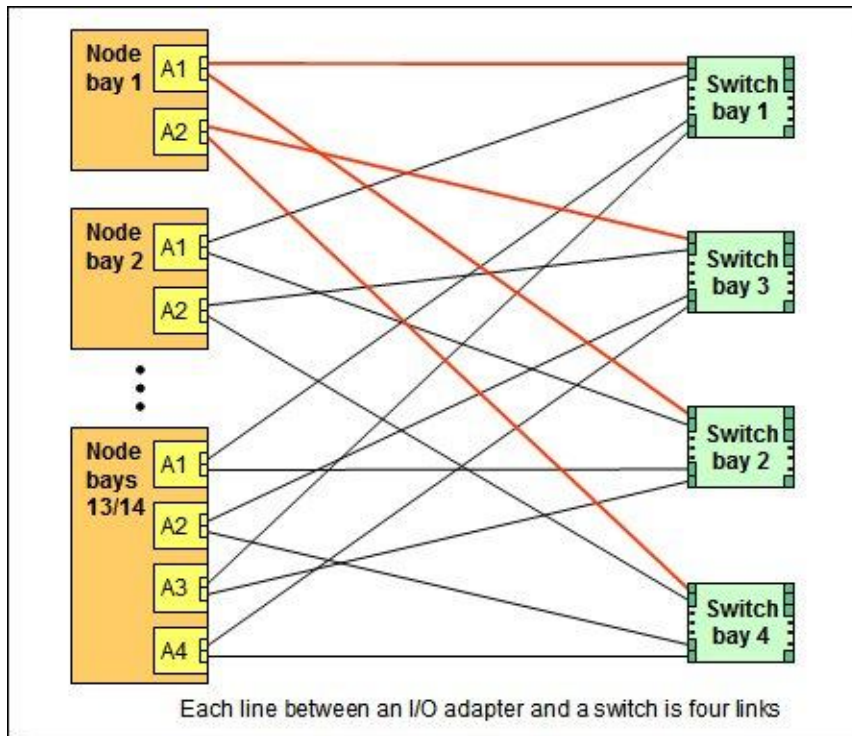 Node
bay 1
A1
A2
Switch
bay 1
Node
bay 2
A1
A2
Switch
bay 3
Node
bays
13/14
A1
A2
A3
A4
Switch
bay 2
Switch
bay 4
Each line between an I/O adapter and a switch is four links